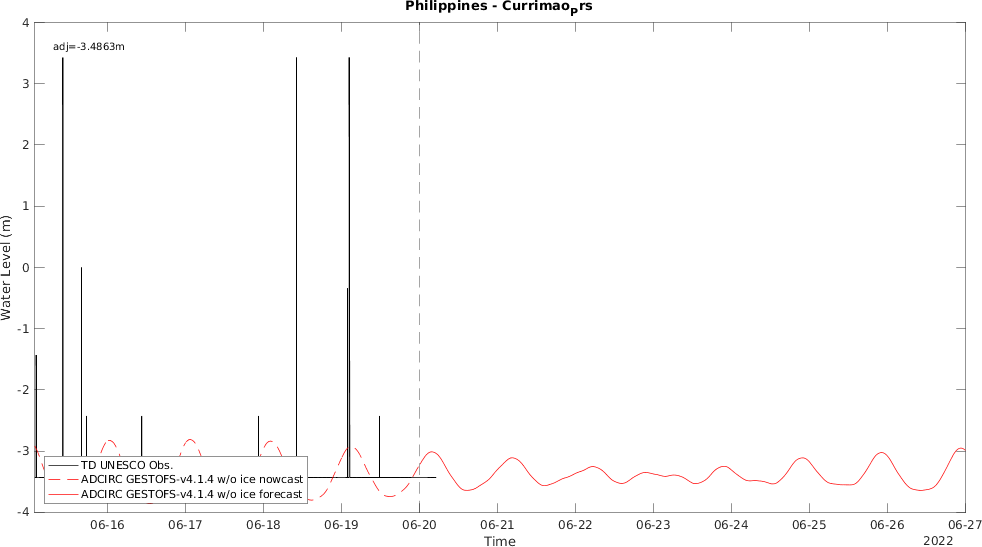 Philippines - Currimaoprs
adj=-3.4863m
4
3
2
1
0
-1
-2
-3
-4
Water Level (m)
TD UNESCO Obs.
ADCIRC GESTOFS-v4.1.4 w/o ice nowcast
ADCIRC GESTOFS-v4.1.4 w/o ice forecast
06-16 06-17 06-18 06-19 06-20 06-21 06-22 06-23 06-24 06-25 06-26 06-27
Time
2022